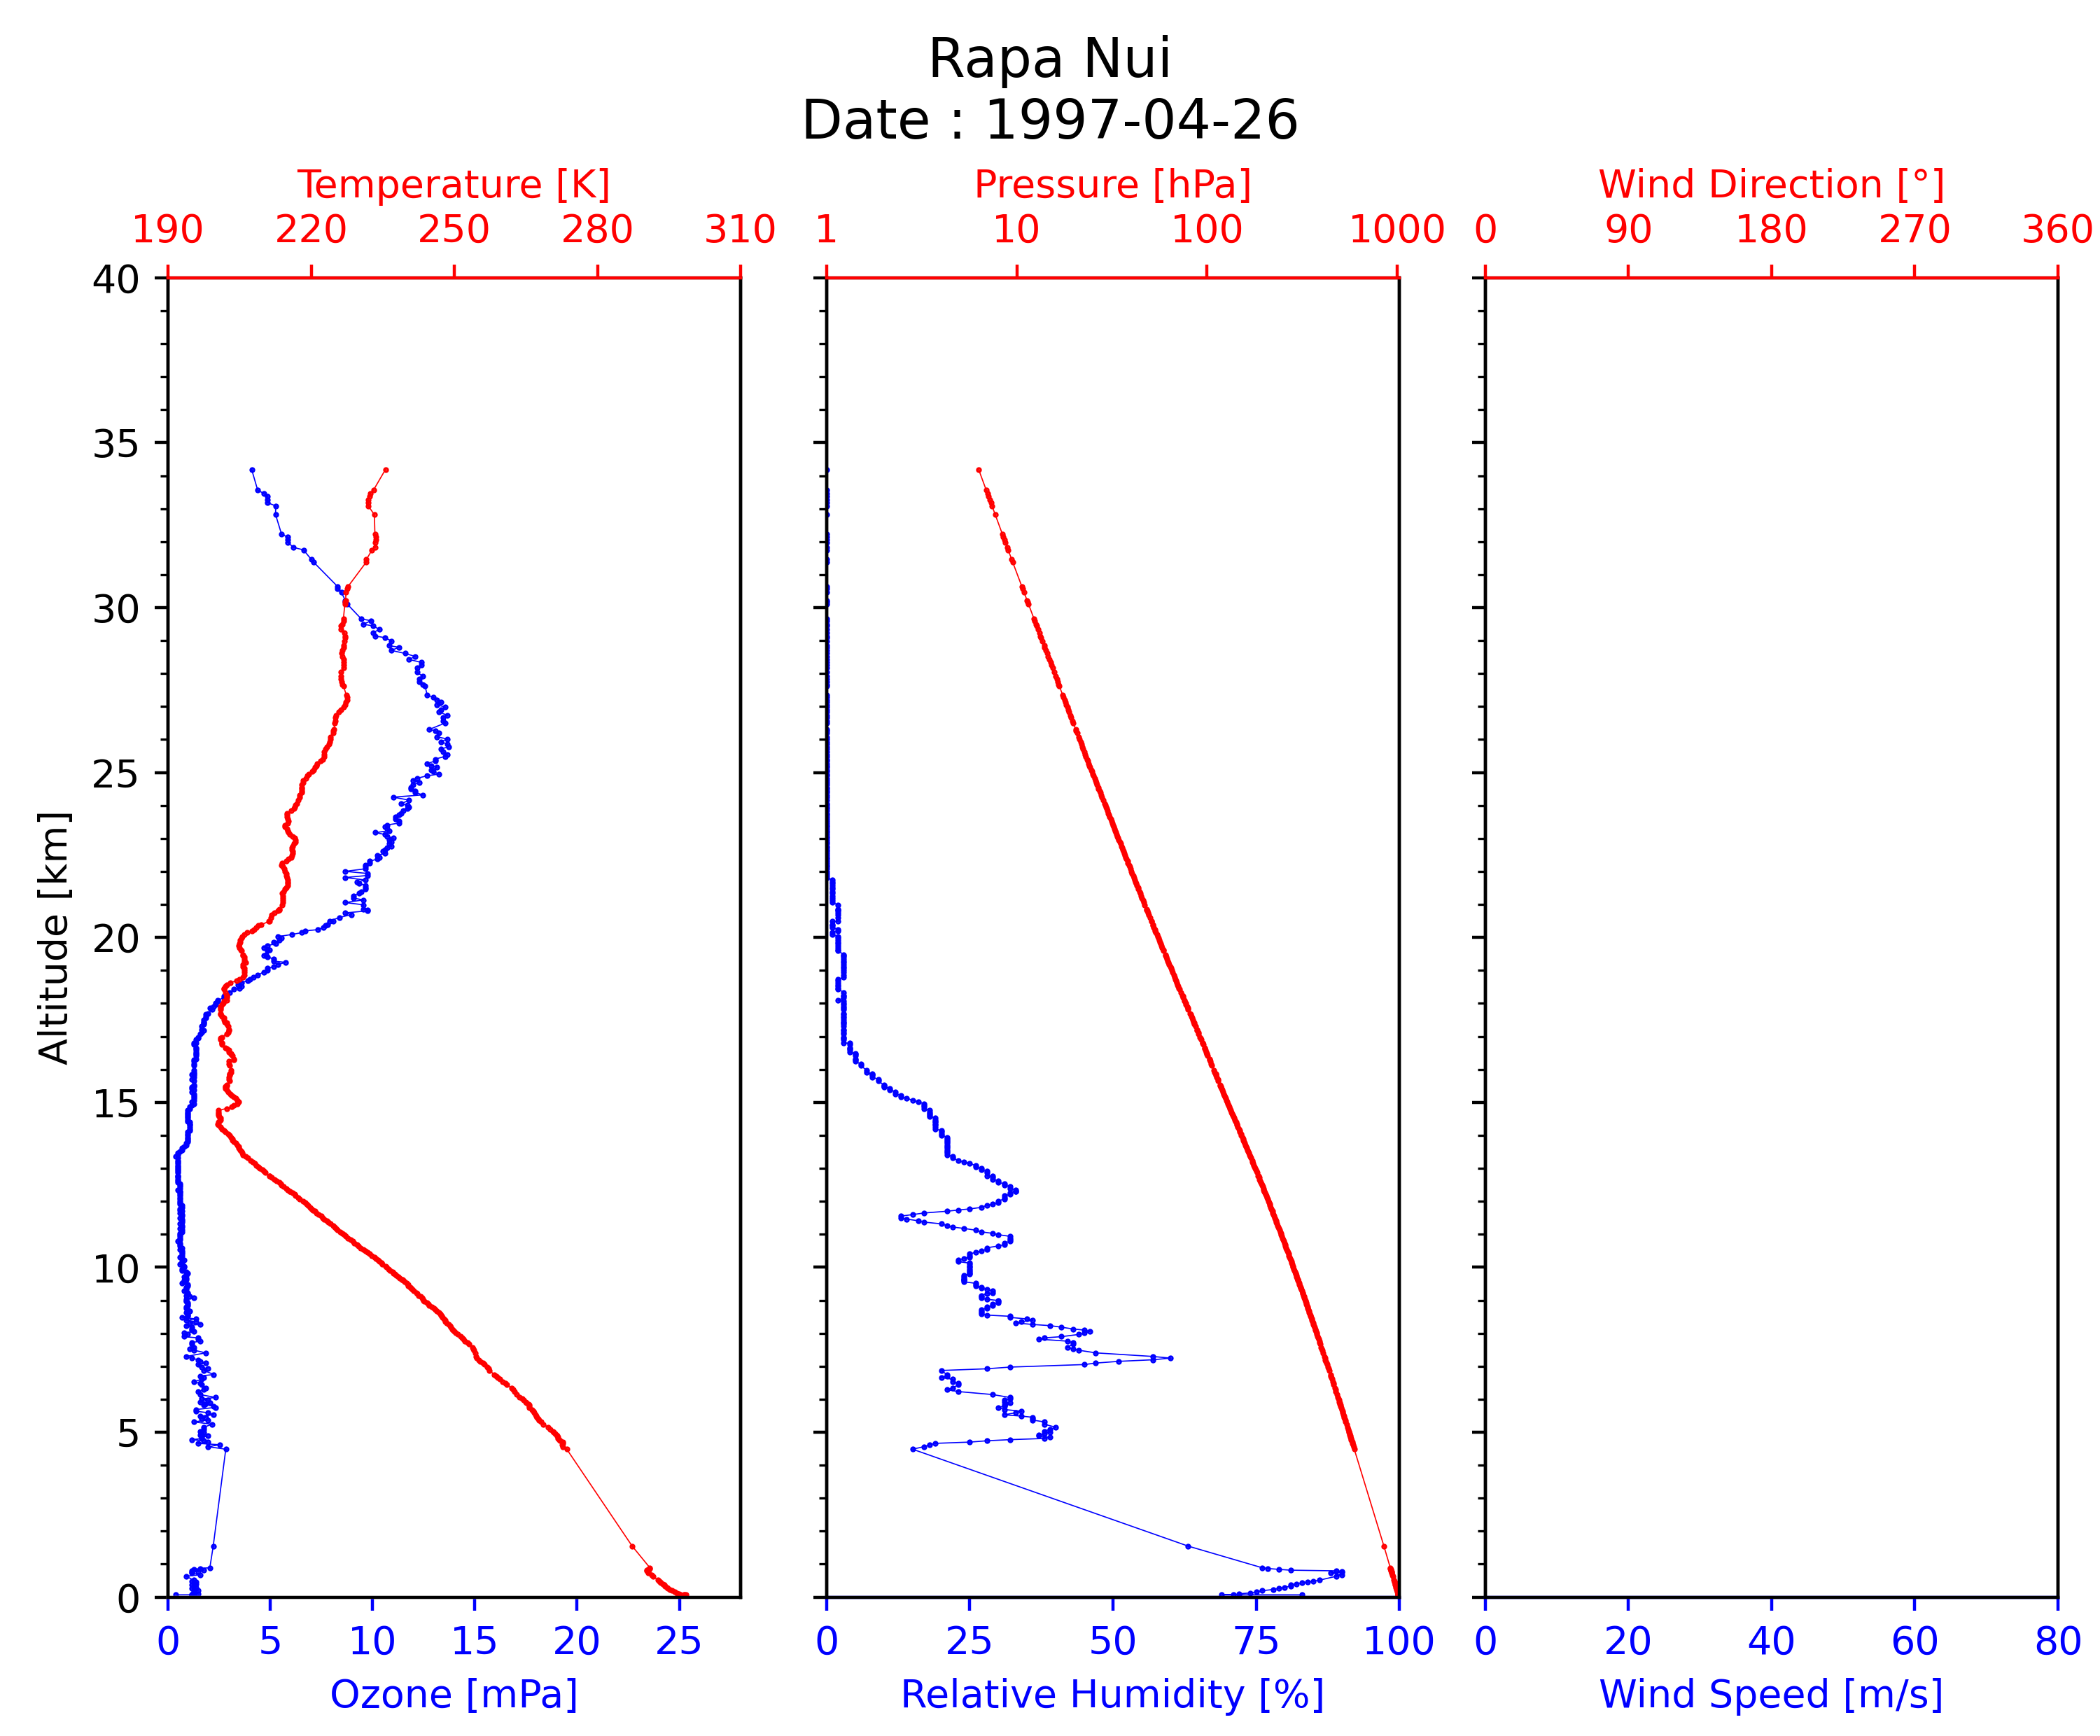 Rapa Nui
Date : 1997-04-26
Temperature [K]
190 220 250 280 310
Pressure [hPa]
1 10 100 1000
Wind Direction [°]
0 90 180 270 360
Altitude [km]
40
35
30
25
20
15
10
5
0
0 5 10 15 20 25
Ozone [mPa]
0 25 50 75 100
Relative Humidity [%]
0 20 40 60 80
Wind Speed [m/s]